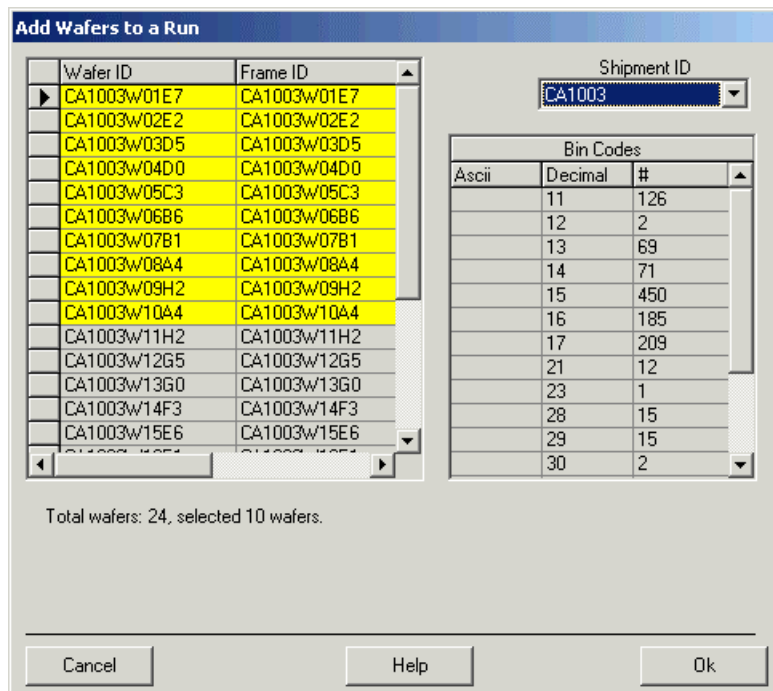 Add Wafers to a Run
Wafer ID Frame ID
CA1003W01E7 CA1003W01E7
CA1003W02E2 CA1003W02E2
CA1003W03D5 CA1003W03D5
CA1003W04D0 CA1003W04D0
CA1003W05C3 CA1003W05C3
CA1003W06B6 CA1003W06B6
CA1003W07B1 CA1003W07B1
CA1003W08A4 CA1003W08A4
CA1003W09H2 CA1003W09H2
CA1003W10A4 CA1003W10A4
CA1003W11H2 CA1003W11H2
CA1003W12G5 CA1003W12G5
CA1003W13G0 CA1003W13G0
CA1003W14F3 CA1003W14F3
CA1003W15E6 CA1003W15E6
Shipment ID
CA1003
Bin Codes
Ascii Decimal #
11 126
12 2
13 69
14 71
15 450
16 185
17 209
21 12
23 1
28 15
29 15
30 2
Total wafers: 24, selected 10 wafers.
Cancel Help Ok